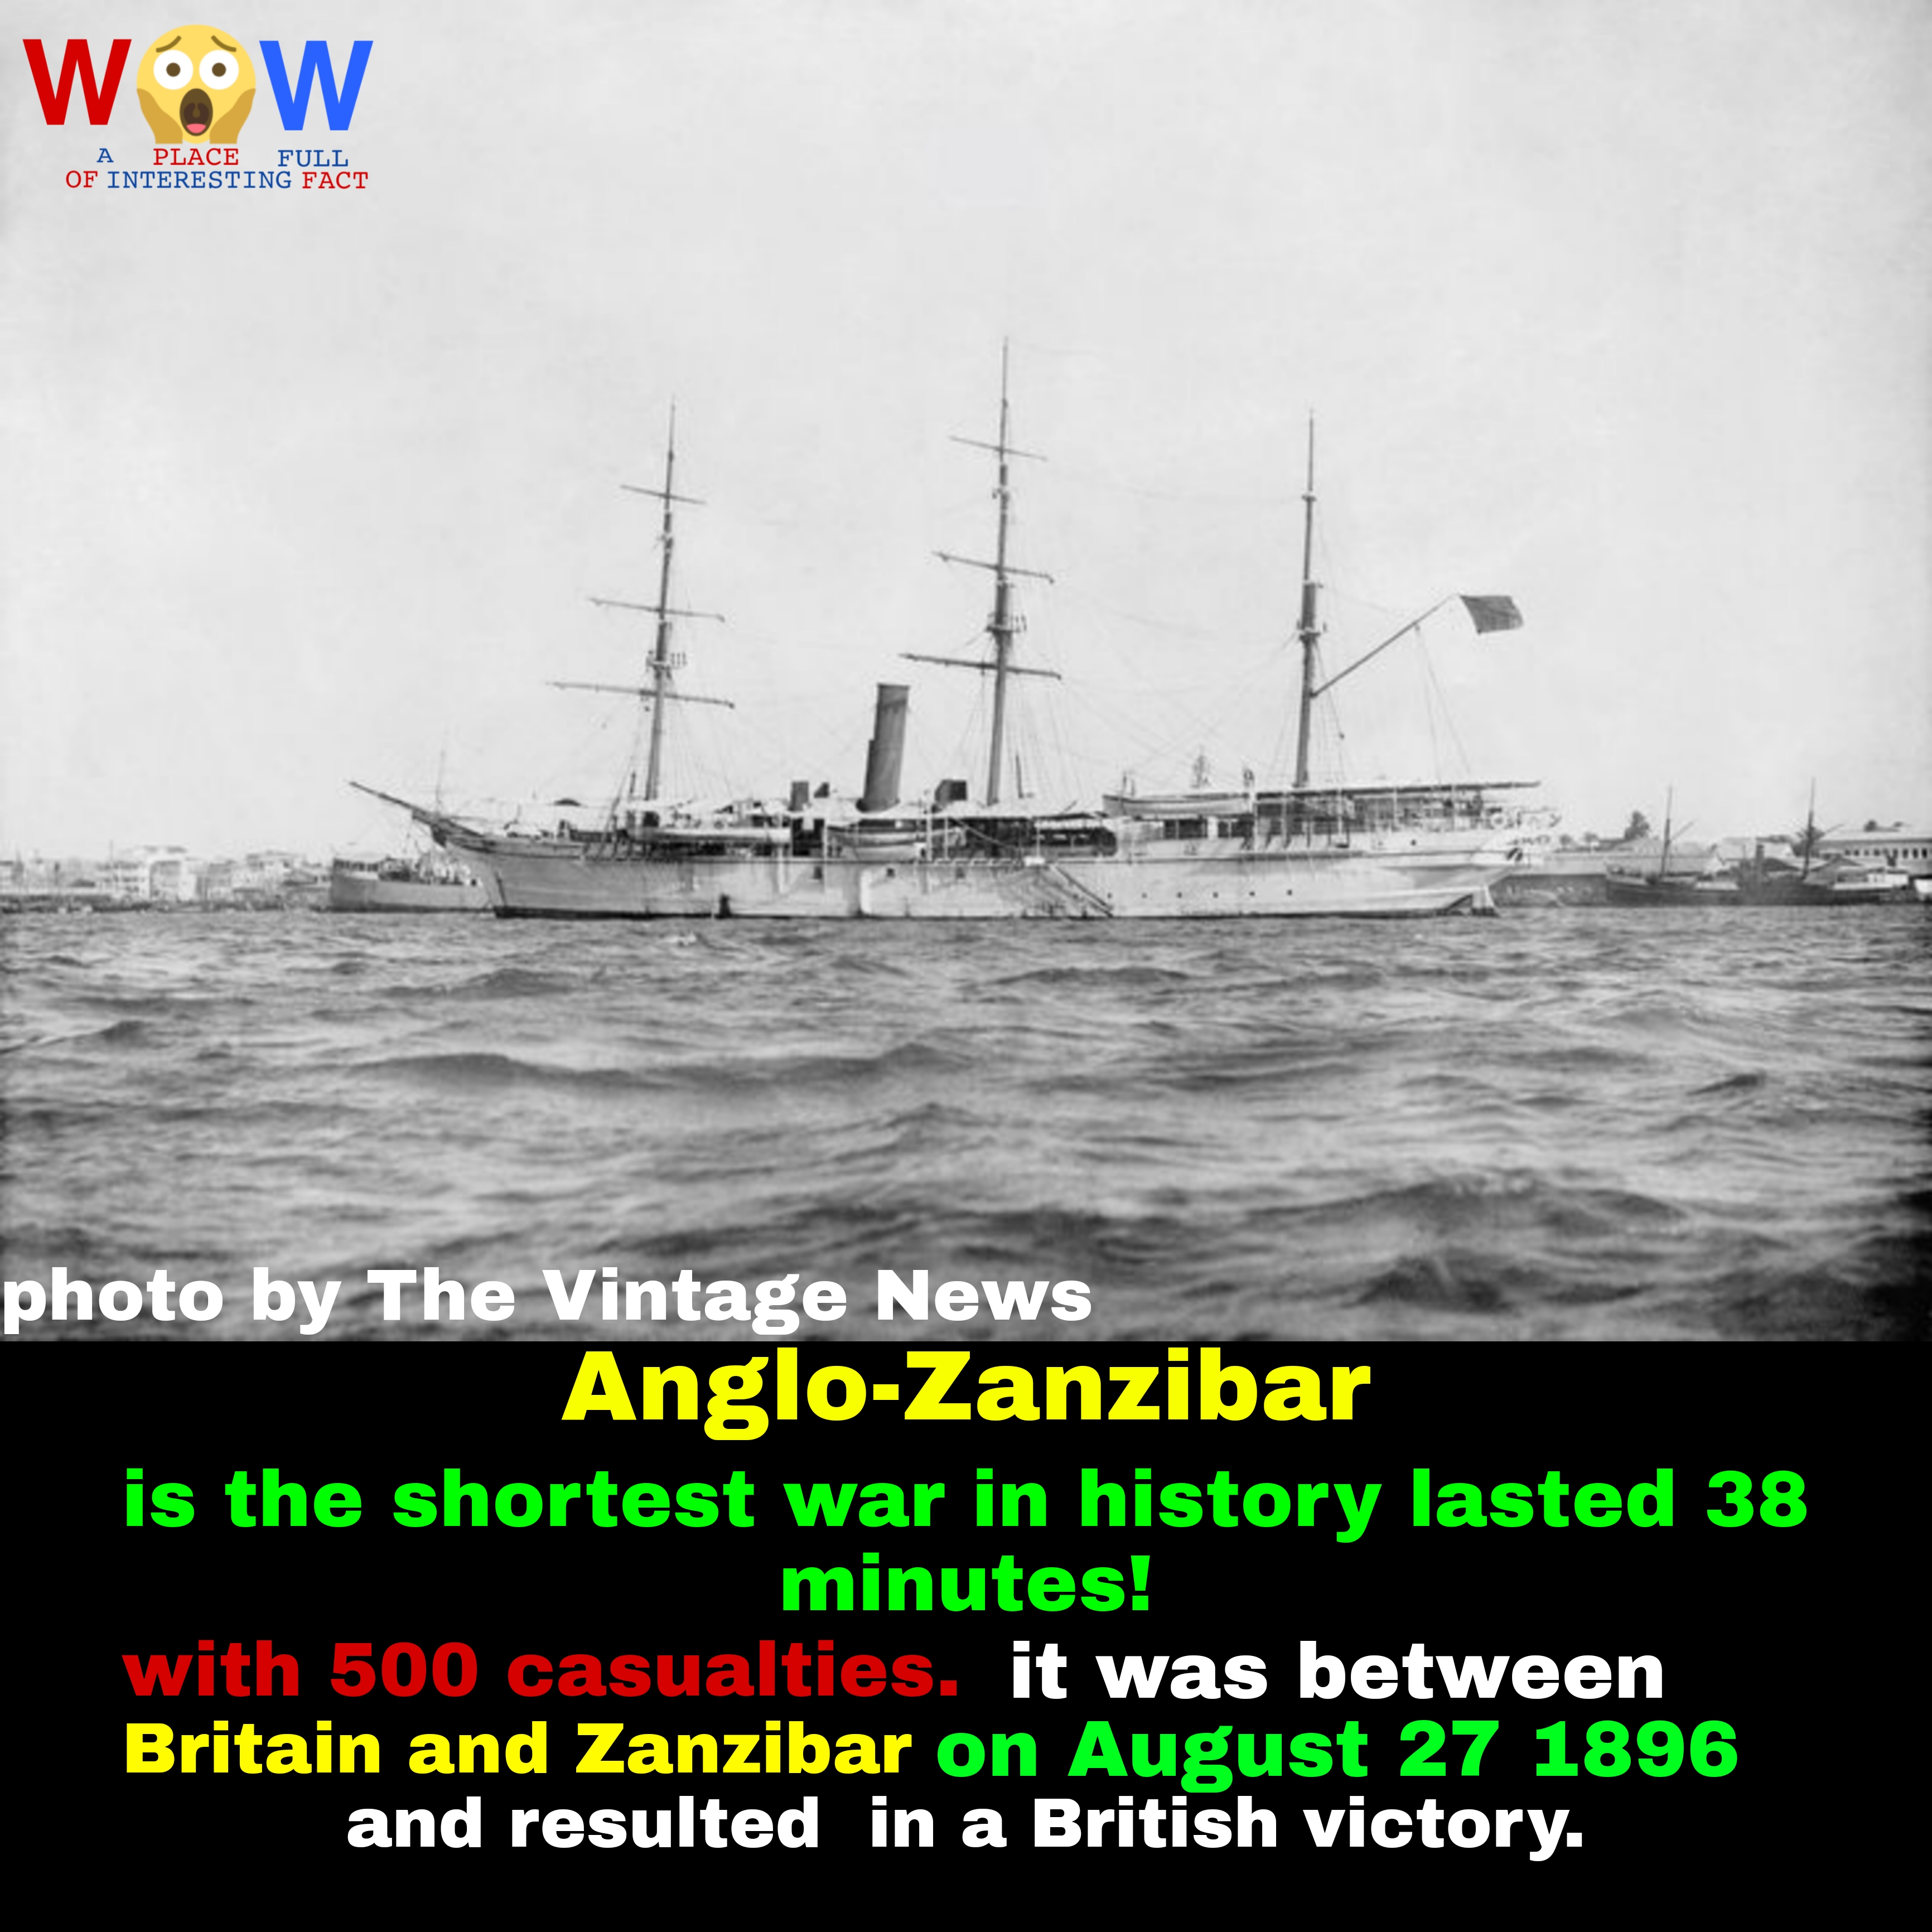 W😱W
A PLACE FULL
OF INTERESTING FACT
photo by The Vintage News
Anglo-Zanzibar
is the shortest war in history lasted 38
minutes!
with 500 casualties. it was between
Britain and Zanzibar on August 27 1896
and resulted in a British victory.